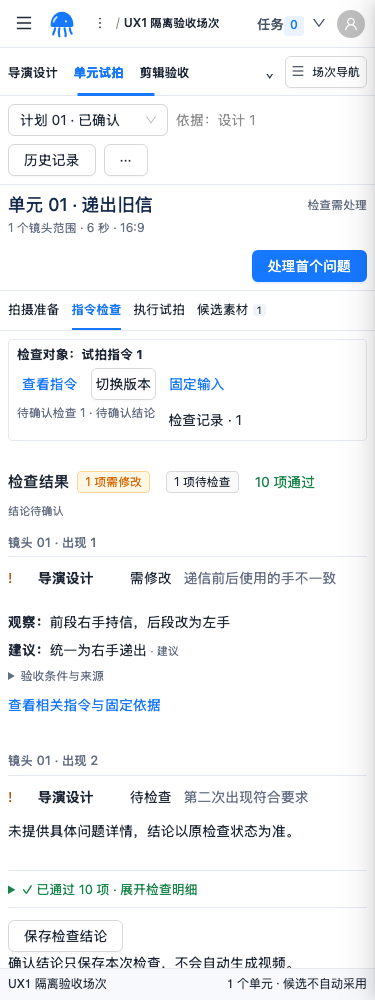 / UX1 隔离验收场次 任务 0
导演设计 单元试拍 剪辑验收 场次导航
计划 01 · 已确认 依据：设计 1
历史记录 ···
单元 01 · 递出旧信 检查需处理
1 个镜头范围 · 6 秒 · 16:9
处理首个问题
拍摄准备 指令检查 执行试拍 候选素材 1
检查对象：试拍指令 1
查看指令 切换版本 固定输入
待确认检查 1 · 待确认结论 检查记录 · 1
检查结果 1 项需修改 1 项待检查 10 项通过
结论待确认
镜头 01 · 出现 1
! 导演设计 需修改 递信前后使用的手不一致
观察：前段右手持信，后段改为左手
建议：统一为右手递出 · 建议
▶ 验收条件与来源
查看相关指令与固定依据
镜头 01 · 出现 2
! 导演设计 待检查 第二次出现符合要求
未提供具体问题详情，结论以原检查状态为准。
▶ ✓ 已通过 10 项 · 展开检查明细
保存检查结论
确认结论只保存本次检查，不会自动生成视频。
UX1 隔离验收场次 1 个单元 · 候选不自动采用